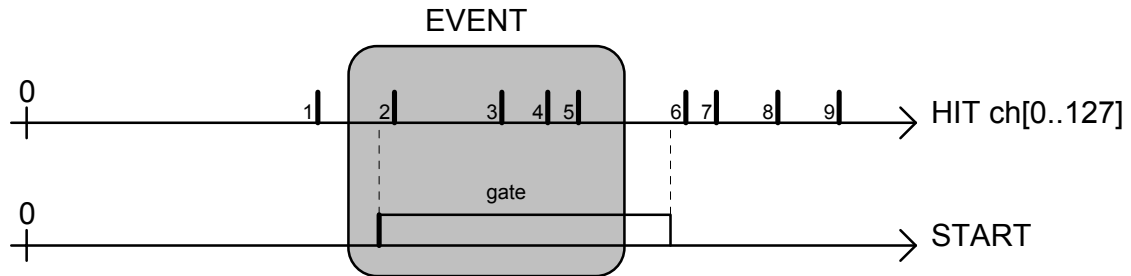 EVENT
0
1 2 3 4 5 6 7 8 9
HIT ch[0..127]
gate
0
START